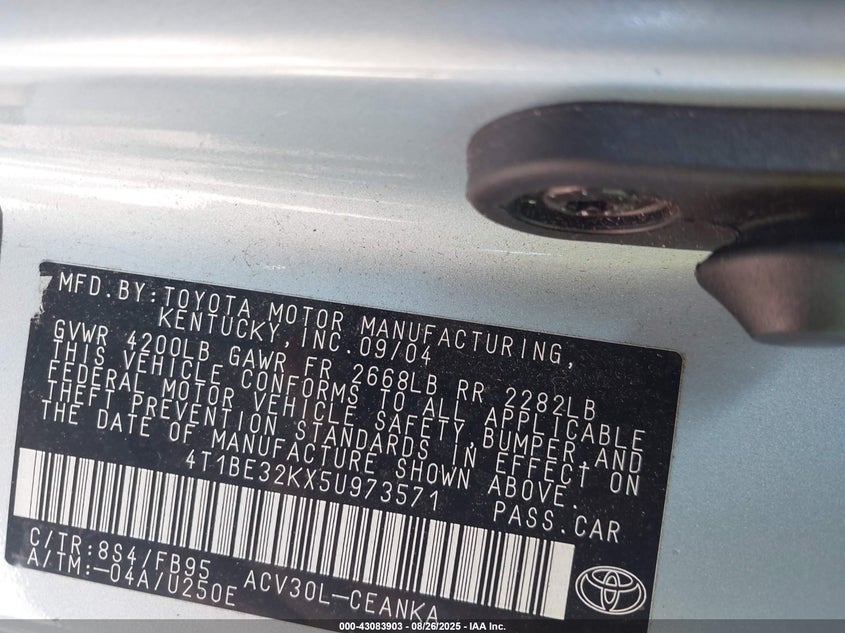 MFD.BY:TOYOTA MOTOR MANUFACTURING,
KENTUCKY, INC.09/04
GVWR 4200LB GAWR FR 2668LB RR 2282LB
THIS VEHICLE CONFORMS TO ALL APPLICABLE
FEDERAL MOTOR VEHICLE SAFETY,BUMPER,AND
THEFT PREVENTION STANDARDS IN EFFECT ON
THE DATE OF MANUFACTURE SHOWN ABOVE.
4T1BE32KX5U973571 PASS.CAR
C/TR:8S4/FB95 ACV30L-CEANKA
A/TM:-04A/U250E
000-43083903 - 08/26/2025 - IAA Inc.